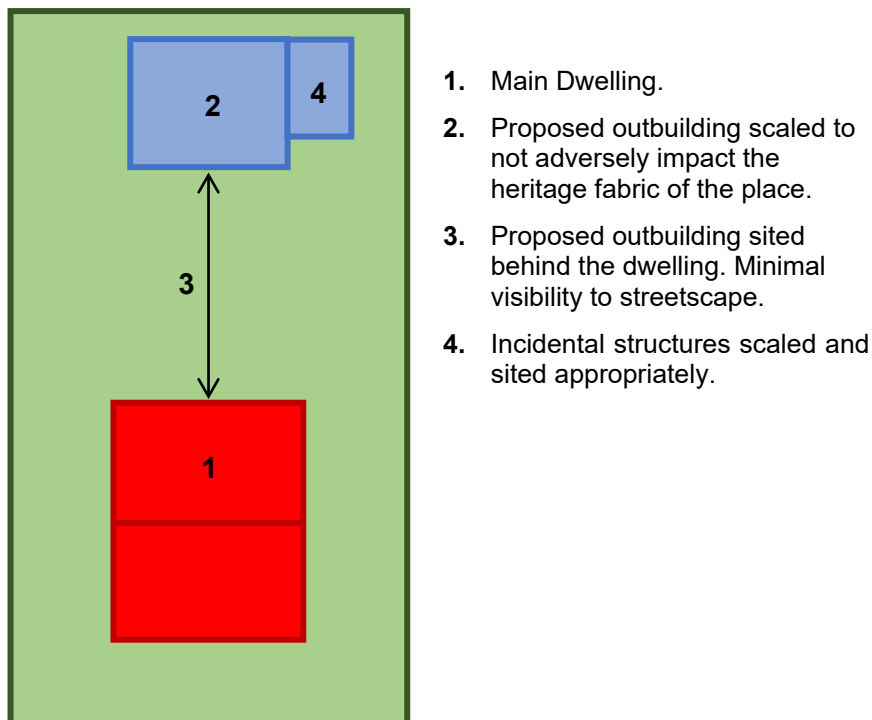 2
4
3
1
1. Main Dwelling.
2. Proposed outbuilding scaled to
not adversely impact the
heritage fabric of the place.
3. Proposed outbuilding sited
behind the dwelling. Minimal
visibility to streetscape.
4. Incidental structures scaled and
sited appropriately.